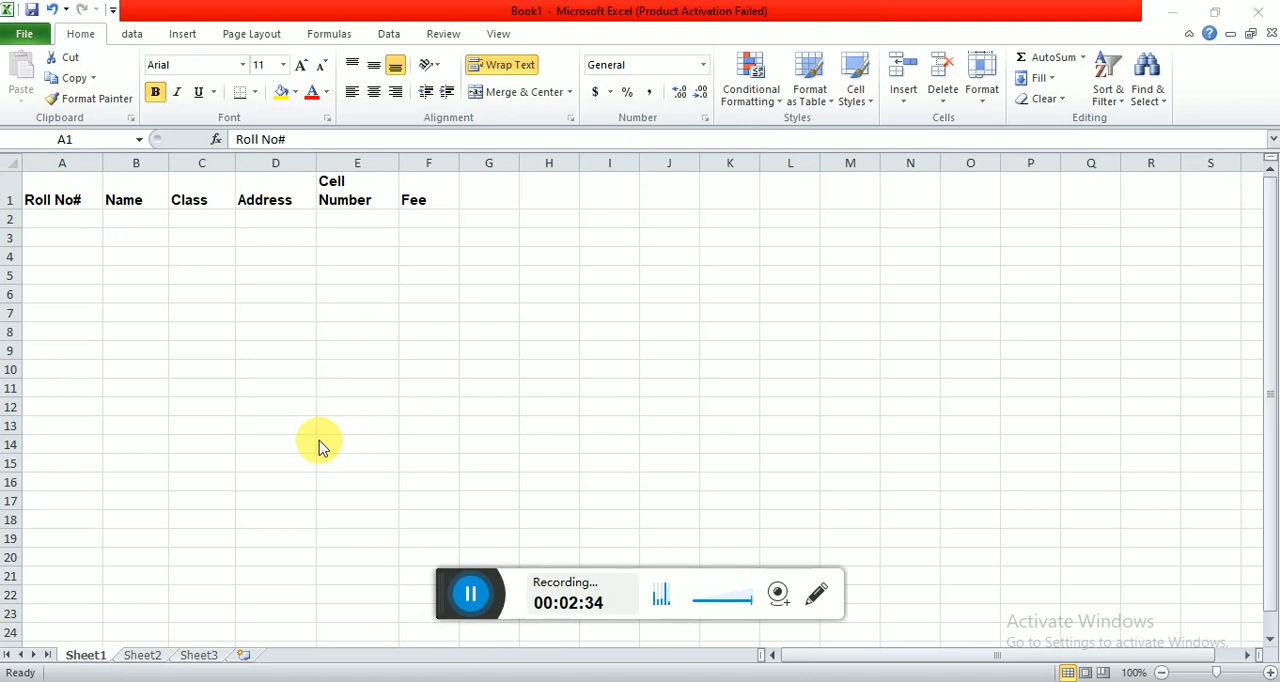 Book1 - Microsoft Excel (Product Activation Failed)
File Home data Insert Page Layout Formulas Data Review View
Paste
Cut
Copy
Format Painter
Clipboard
Arial 11
B I U
Font
Wrap Text
Merge & Center
Alignment
General
$ % ,
Number
Conditional
Formatting
Format
as Table
Cell
Styles
Styles
Insert Delete Format
Cells
AutoSum
Fill
Clear
Sort &
Filter
Find &
Select
Editing
A1 fx Roll No#
A B C D E F G H I J K L M N O P Q R S
1 Roll No# Name Class Address Cell
Number Fee
2
3
4
5
6
7
8
9
10
11
12
13
14
15
16
17
18
19
20
21
22
23
24
Recording...
00:02:34
Activate Windows
Go to Settings to activate Windows.
Sheet1 Sheet2 Sheet3
Ready 100%